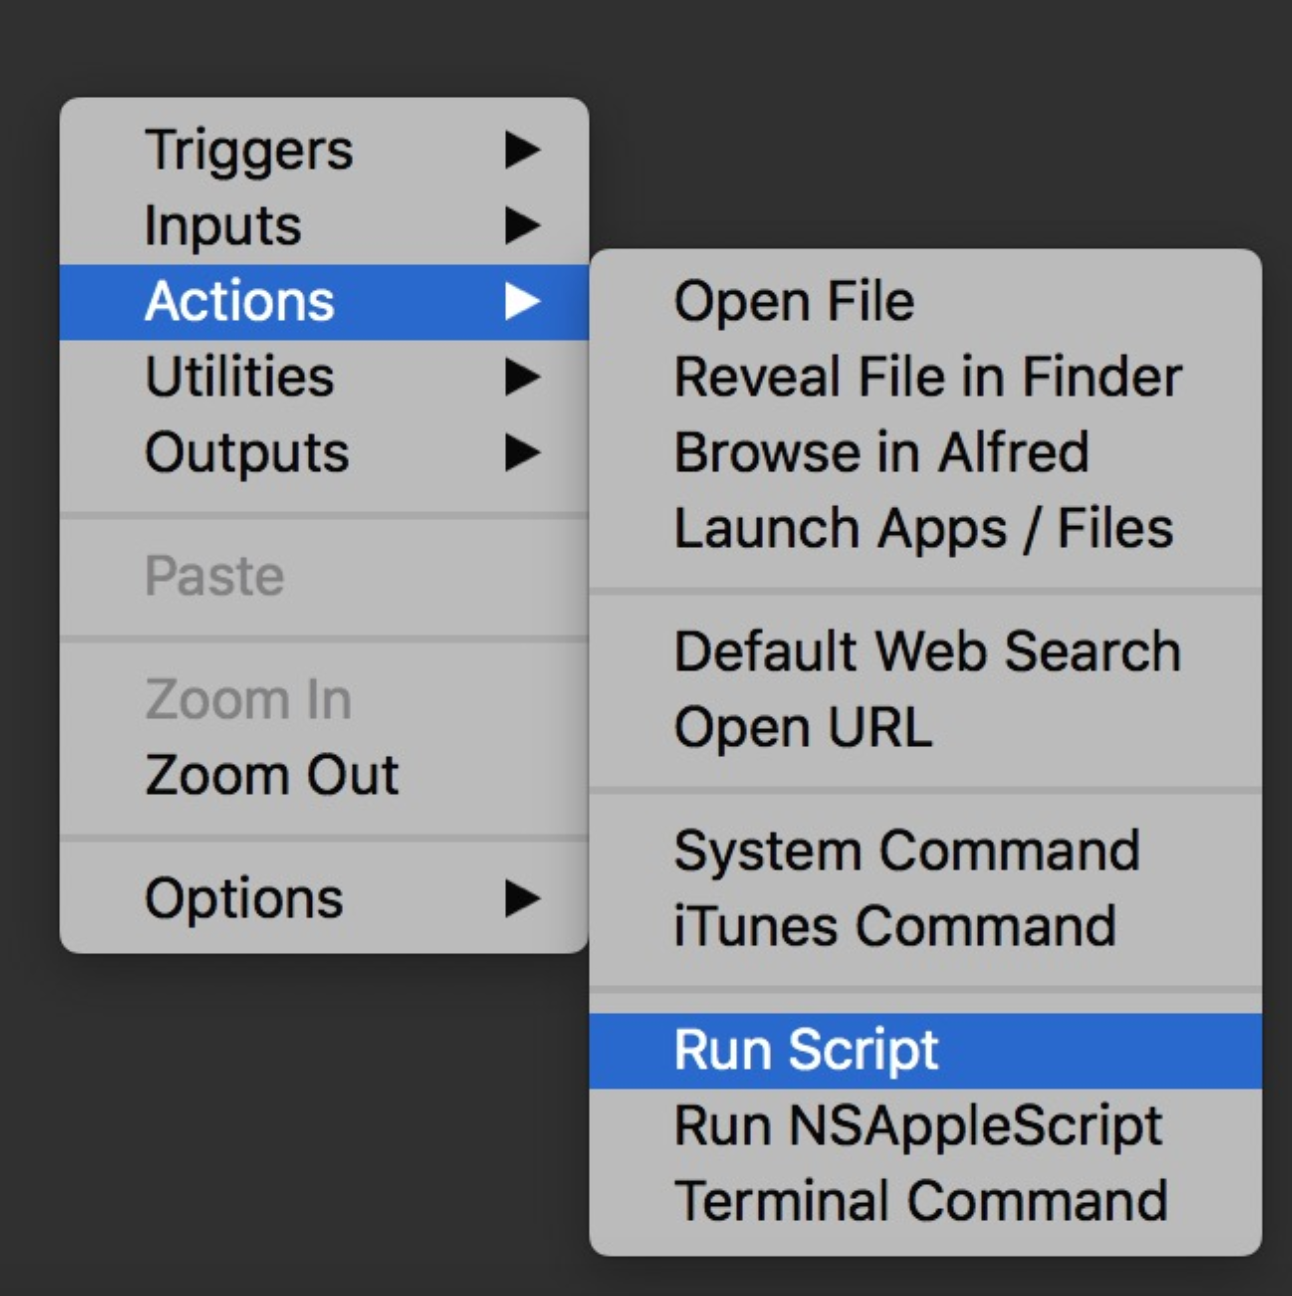 Triggers
Inputs
Actions
Utilities
Outputs
Paste
Zoom In
Zoom Out
Options
Open File
Reveal File in Finder
Browse in Alfred
Launch Apps / Files
Default Web Search
Open URL
System Command
iTunes Command
Run Script
Run NSAppleScript
Terminal Command